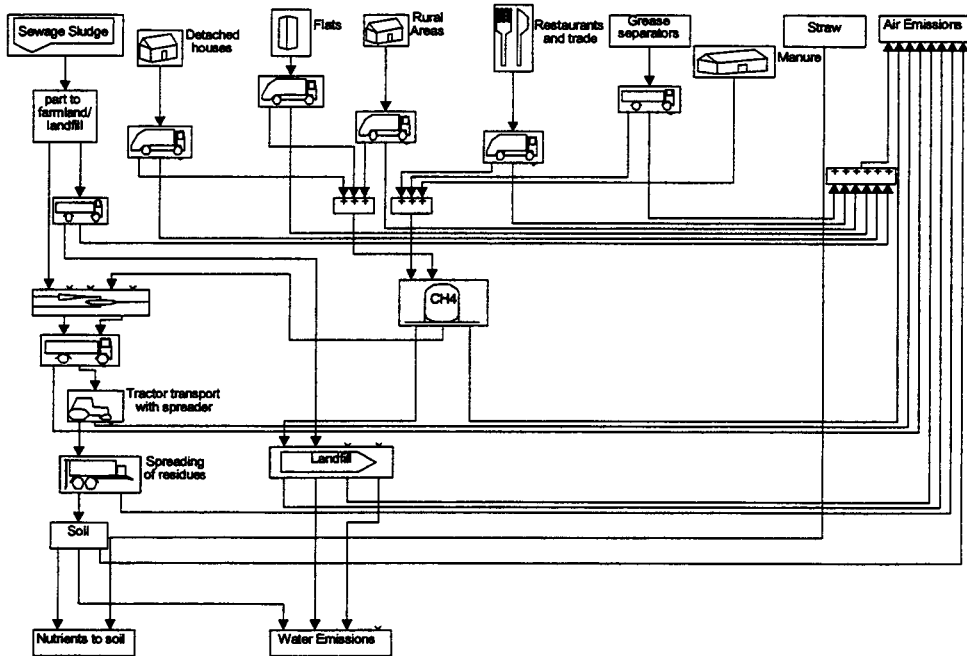 Sewage Sludge
Detached
houses
Flats
Rural
Areas
Restaurants
and trade
Grease
separators
Straw
Air Emissions
Manure
part to
farmland/
landfill
+ + +
+ + +
+ + + + + +
CH4
Tractor transport
with spreader
Landfill
Spreading
of residues
Soil
Nutrients to soil
Water Emissions